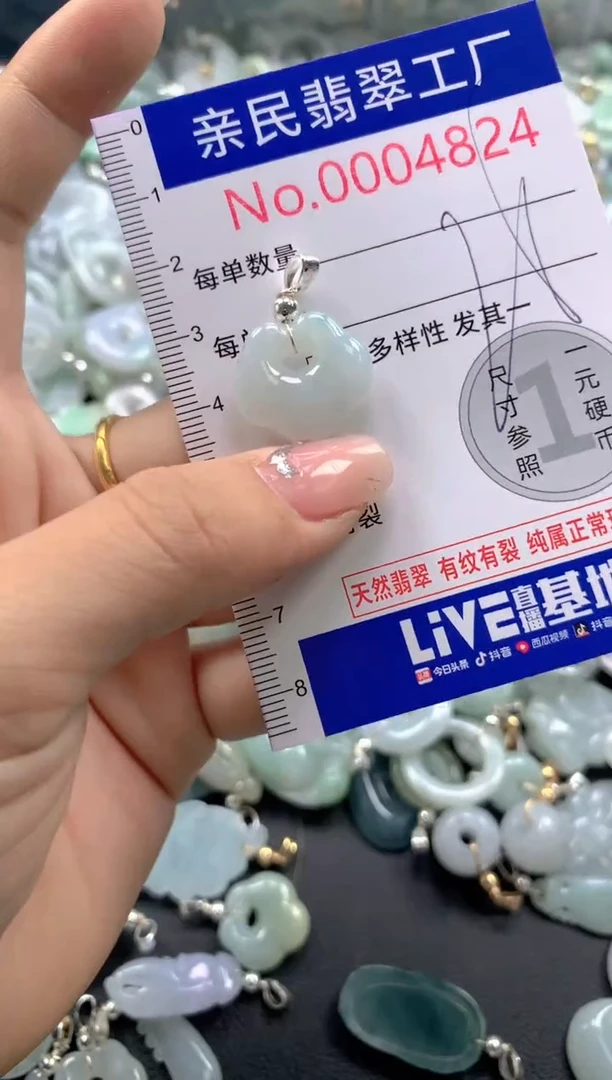 亲民翡翠工厂
No.0004824
每单数量
每 多样性 发其一
一元硬币
尺寸参照
1
裂
天然翡翠 有纹有裂 纯属正常
LiVE直播基地
今日头条 抖音 西瓜视频 抖音
0
1
2
3
4
7
8